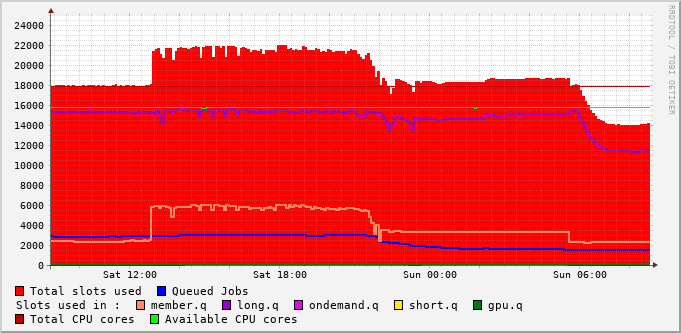 RRDTOOL / TOBI OETIKER
24000
22000
20000
18000
16000
14000
12000
10000
8000
6000
4000
2000
0
Sat 12:00 Sat 18:00 Sun 00:00 Sun 06:00
Total slots used Queued Jobs
Slots used in : member.q long.q ondemand.q short.q gpu.q
Total CPU cores Available CPU cores